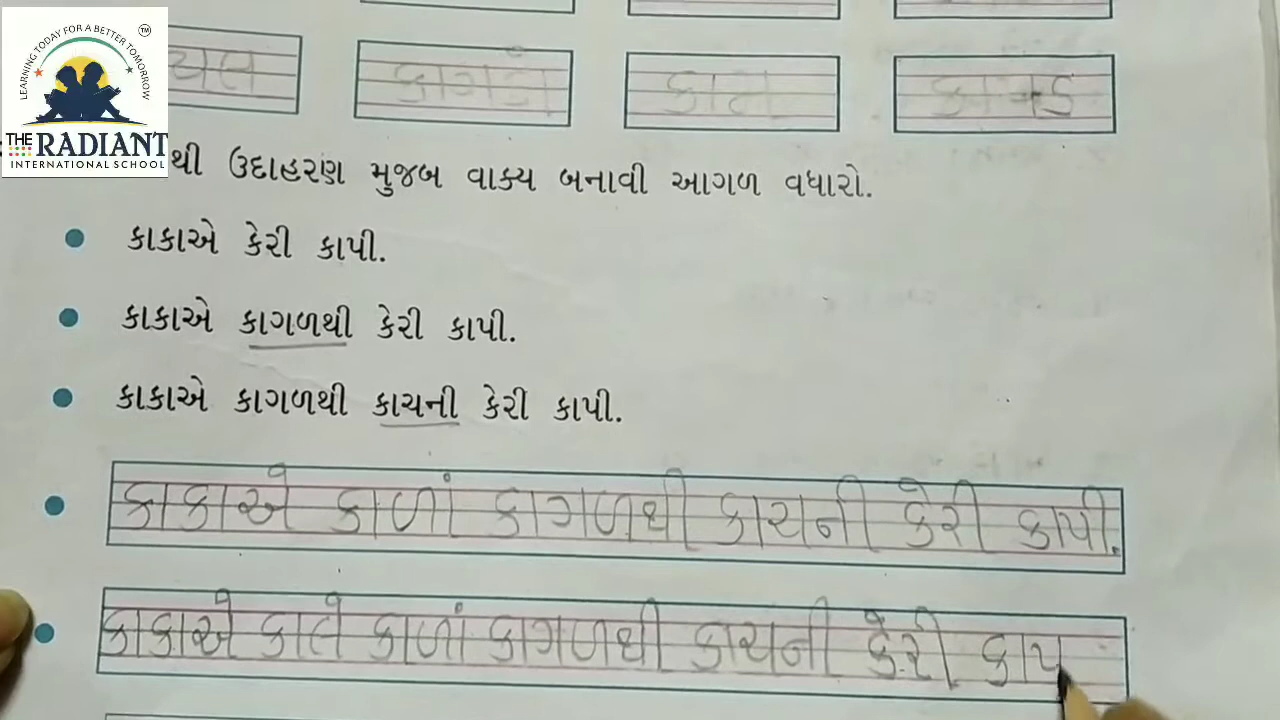 LEARNING TODAY FOR A BETTER TOMORROW
TM
THE RADIANT
INTERNATIONAL SCHOOL
થી ઉદાહરણ મુજબ વાક્ય બનાવી આગળ વધારો.
કાકાએ કેરી કાપી.
કાકાએ કાગળથી કેરી કાપી.
કાકાએ કાગળથી કાચની કેરી કાપી.
કાકાએ કાળાં કાગળથી કાચની કેરી કાપી.
કાકાએ કાલે કાળાં કાગળથી કાચની કેરી કાપ